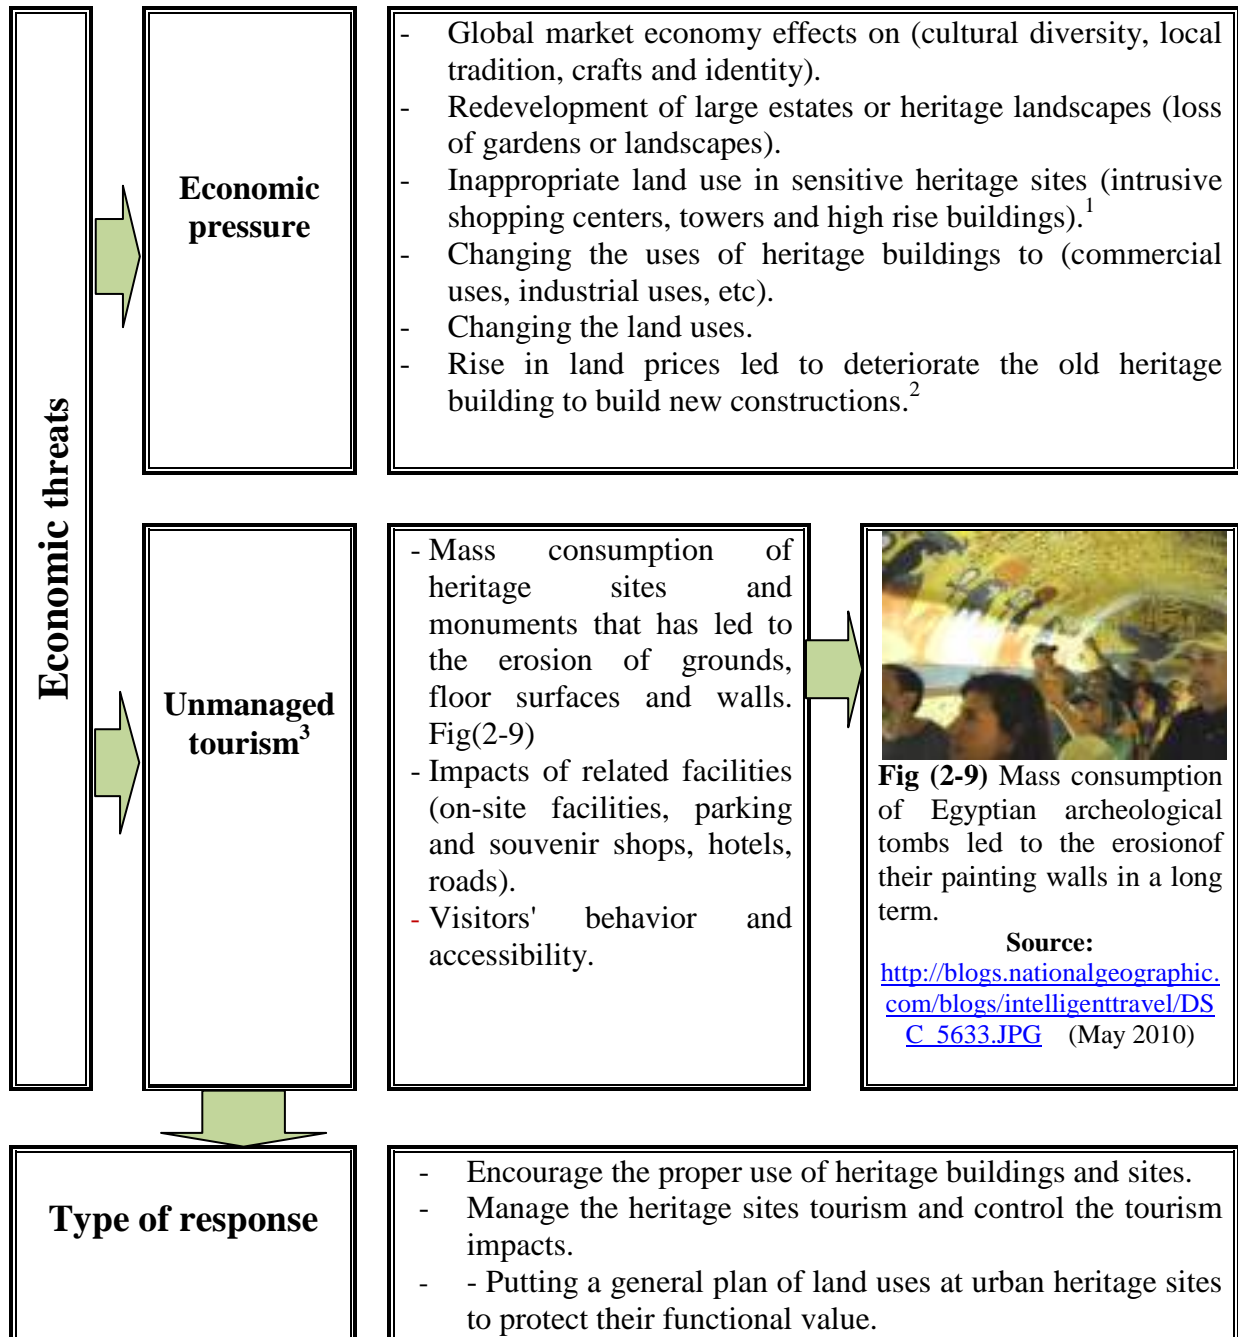 Economic threats
Economic
pressure
- Global market economy effects on (cultural diversity, local
tradition, crafts and identity).
- Redevelopment of large estates or heritage landscapes (loss
of gardens or landscapes).
- Inappropriate land use in sensitive heritage sites (intrusive
shopping centers, towers and high rise buildings).1
- Changing the uses of heritage buildings to (commercial
uses, industrial uses, etc).
- Changing the land uses.
- Rise in land prices led to deteriorate the old heritage
building to build new constructions.2
Unmanaged
tourism3
- Mass consumption of
heritage sites and
monuments that has led to
the erosion of grounds,
floor surfaces and walls.
Fig(2-9)
- Impacts of related facilities
(on-site facilities, parking
and souvenir shops, hotels,
roads).
- Visitors' behavior and
accessibility.
Fig (2-9) Mass consumption
of Egyptian archeological
tombs led to the erosionof
their painting walls in a long
term.
Source:
http://blogs.nationalgeographic.
com/blogs/intelligenttravel/DS
C_5633.JPG (May 2010)
Type of response
- Encourage the proper use of heritage buildings and sites.
- Manage the heritage sites tourism and control the tourism
impacts.
- - Putting a general plan of land uses at urban heritage sites
to protect their functional value.